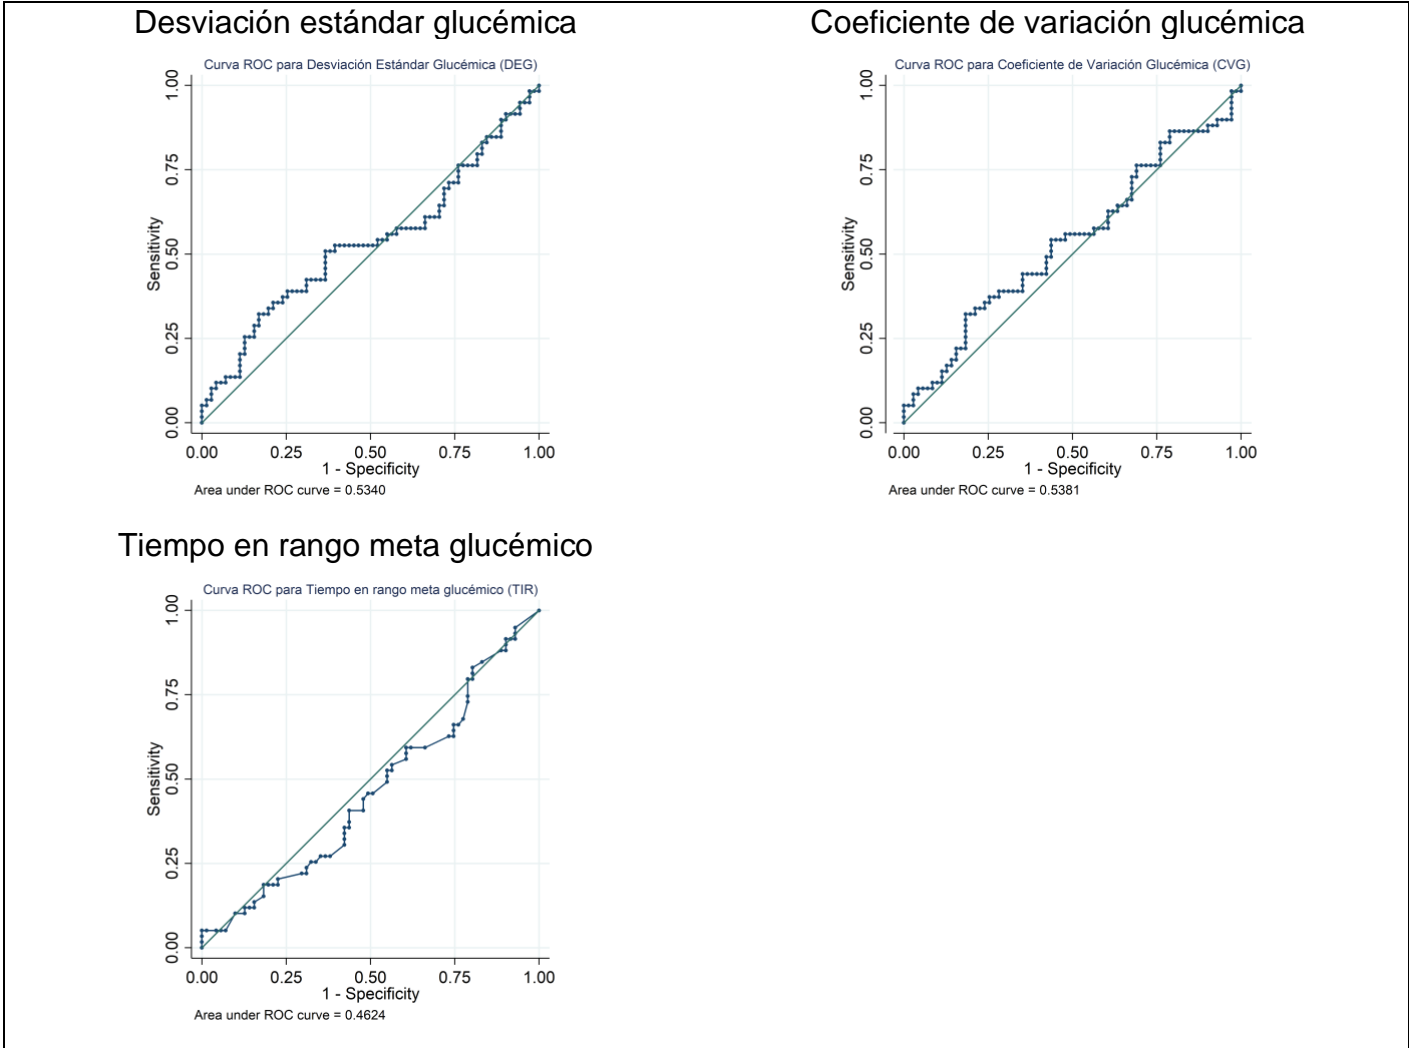 Desviación estándar glucémica
Curva ROC para Desviación Estándar Glucémica (DEG)
1.00
0.75
0.50
0.25
0.00
Sensitivity
0.00 0.25 0.50 0.75 1.00
1 - Specificity
Area under ROC curve = 0.5340
Coeficiente de variación glucémica
Curva ROC para Coeficiente de Variación Glucémica (CVG)
1.00
0.75
0.50
0.25
0.00
Sensitivity
0.00 0.25 0.50 0.75 1.00
1 - Specificity
Area under ROC curve = 0.5381
Tiempo en rango meta glucémico
Curva ROC para Tiempo en rango meta glucémico (TIR)
1.00
0.75
0.50
0.25
0.00
Sensitivity
0.00 0.25 0.50 0.75 1.00
1 - Specificity
Area under ROC curve = 0.4624